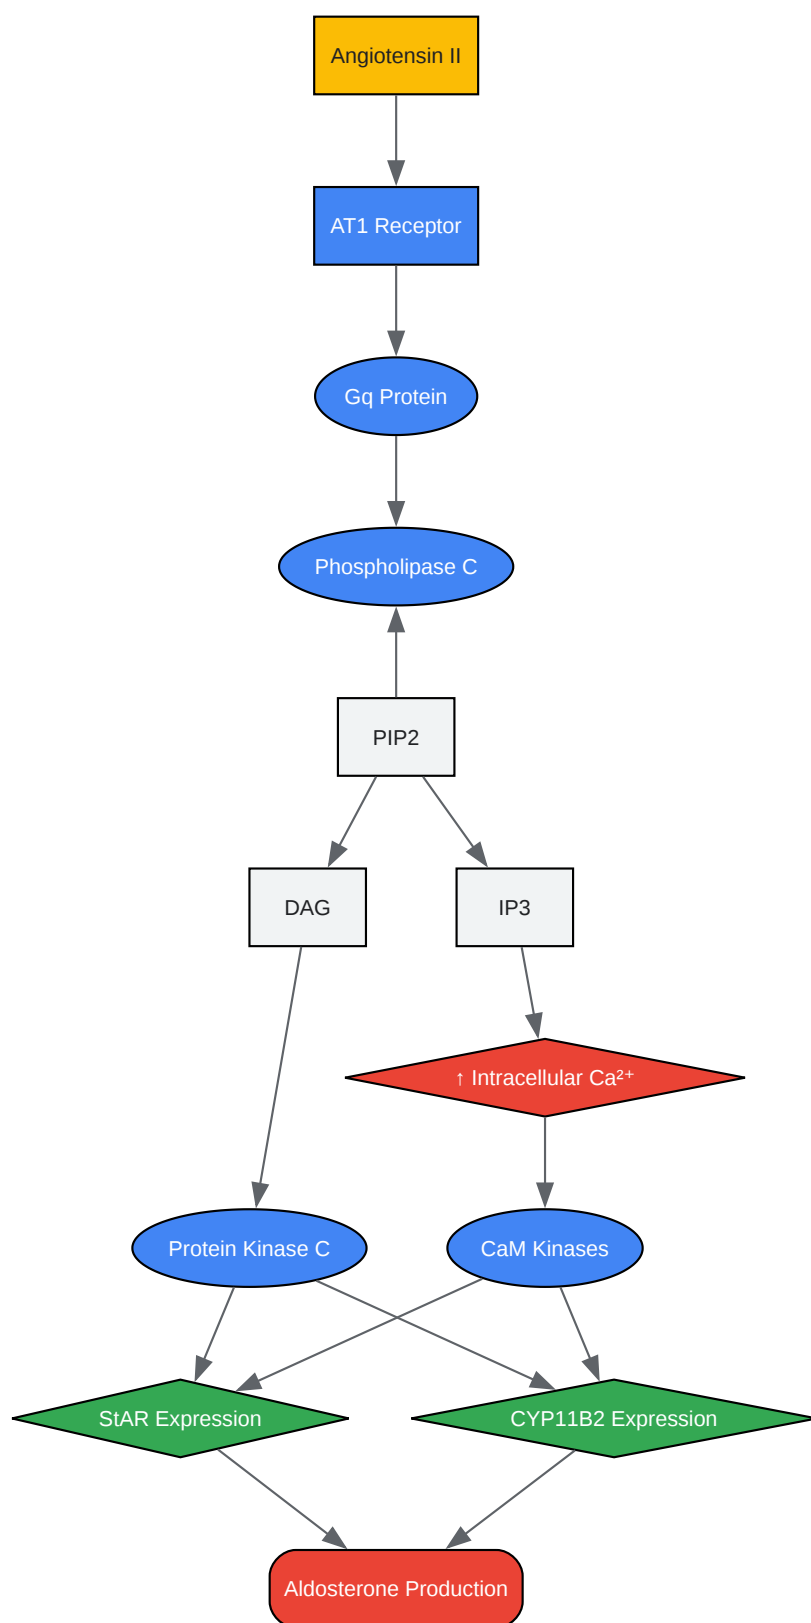 Angiotensin II
AT1 Receptor
Gq Protein
Phospholipase C
PIP2
DAG
IP3
↑ Intracellular Ca²⁺
Protein Kinase C
CaM Kinases
StAR Expression
CYP11B2 Expression
Aldosterone Production